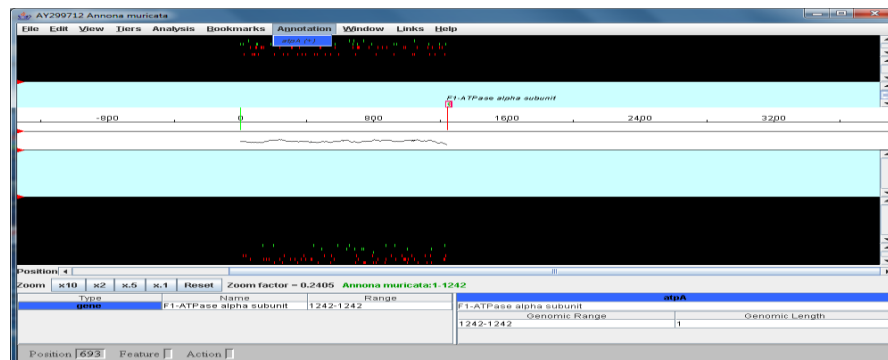 AY299712 Annona muricata
File Edit View Tiers Analysis Bookmarks Annotation Window Links Help
atpA (+)
F1-ATPase alpha subunit
-800 0 800 1600 2400 3200
Position
Zoom x10 x2 x.5 x.1 Reset Zoom factor = 0.2405 Annona muricata:1-1242
Type Name Range atpA
gene F1-ATPase alpha subunit 1242-1242 F1-ATPase alpha subunit
Genomic Range Genomic Length
1242-1242 1
Position 693 Feature Action